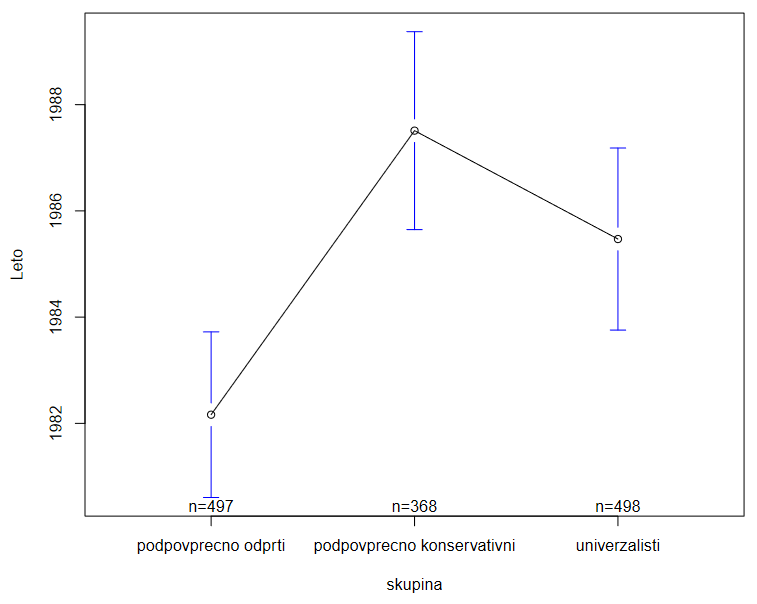 1988
1986
1984
1982
Leto
n=497 n=368 n=498
podpovprecno odprti podpovprecno konservativni univerzalisti
skupina